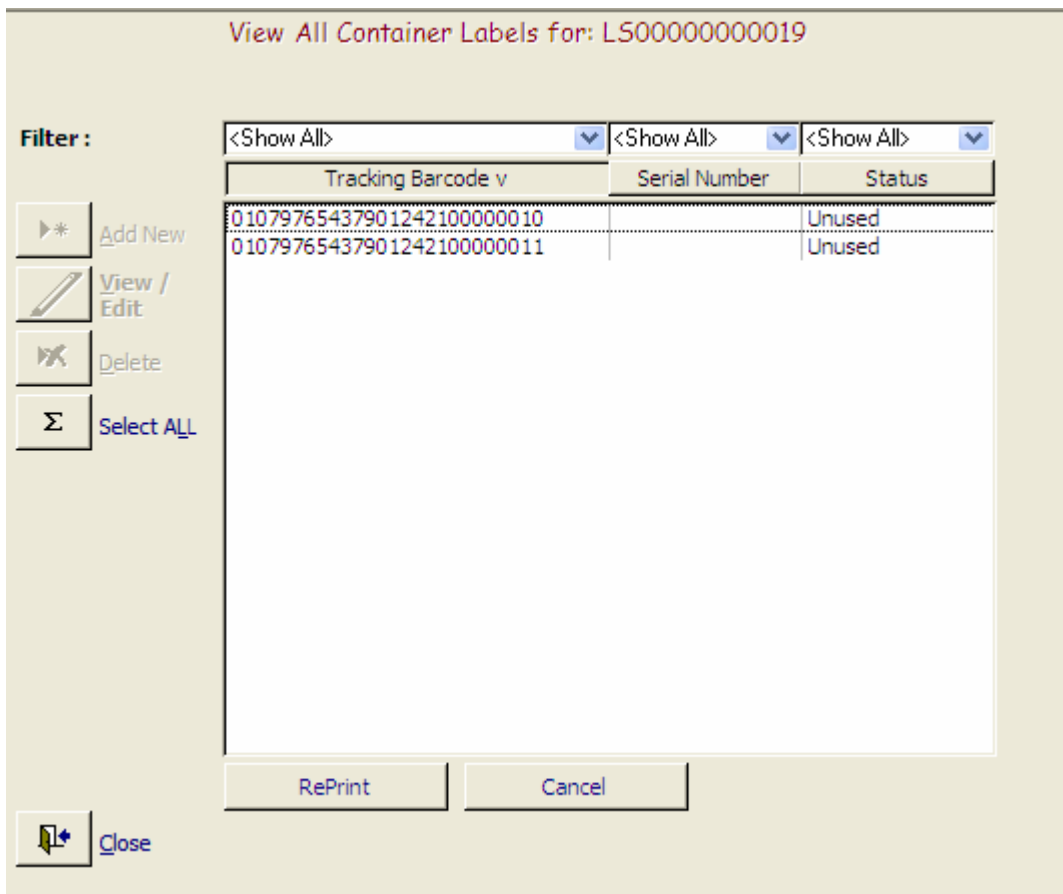 View All Container Labels for: LS00000000019
Filter :
<Show All> <Show All> <Show All>
Tracking Barcode v Serial Number Status
01079765437901242100000010 Unused
01079765437901242100000011 Unused
Add New
View /
Edit
Delete
Σ Select ALL
RePrint Cancel
Close